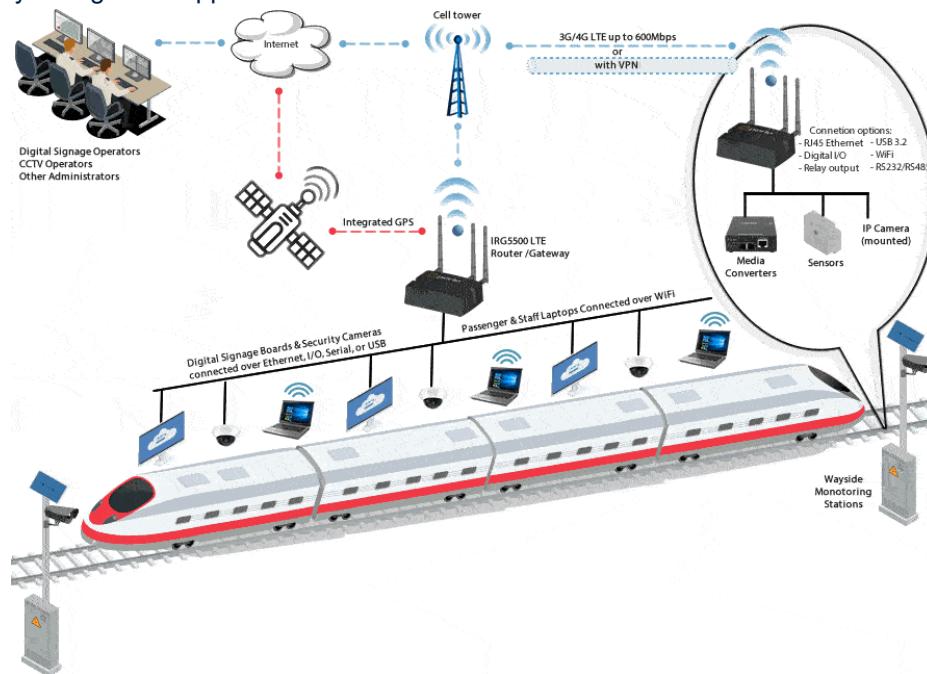 Internet
Cell tower
3G/4G LTE up to 600Mbps
or
with VPN
Digital Signage Operators
CCTV Operators
Other Administrators
Connetion options:
- RJ45 Ethernet
- USB 3.2
- Digital I/O
- WiFi
- Relay output
- RS232/RS485
Integrated GPS
IRG5500 LTE
Router /Gateway
Media
Converters
Sensors
IP Camera
(mounted)
Digital Signage Boards & Security Cameras
connected over Ethernet, I/O, Serial, or USB
Passenger & Staff Laptops Connected over WiFi
Wayside
Monotoring
Stations